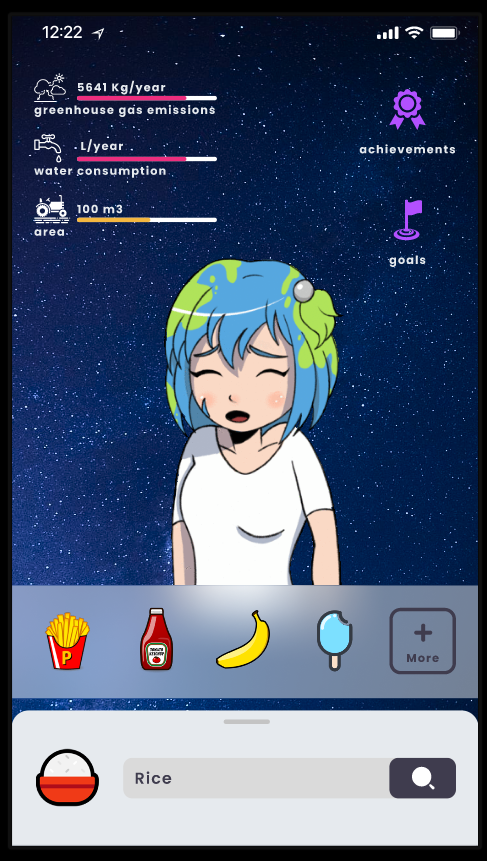 12:22
5641 Kg/year
greenhouse gas emissions
achievements
L/year
water consumption
100 m3
area
goals
P
TOMATO
KETCHUP
More
Rice